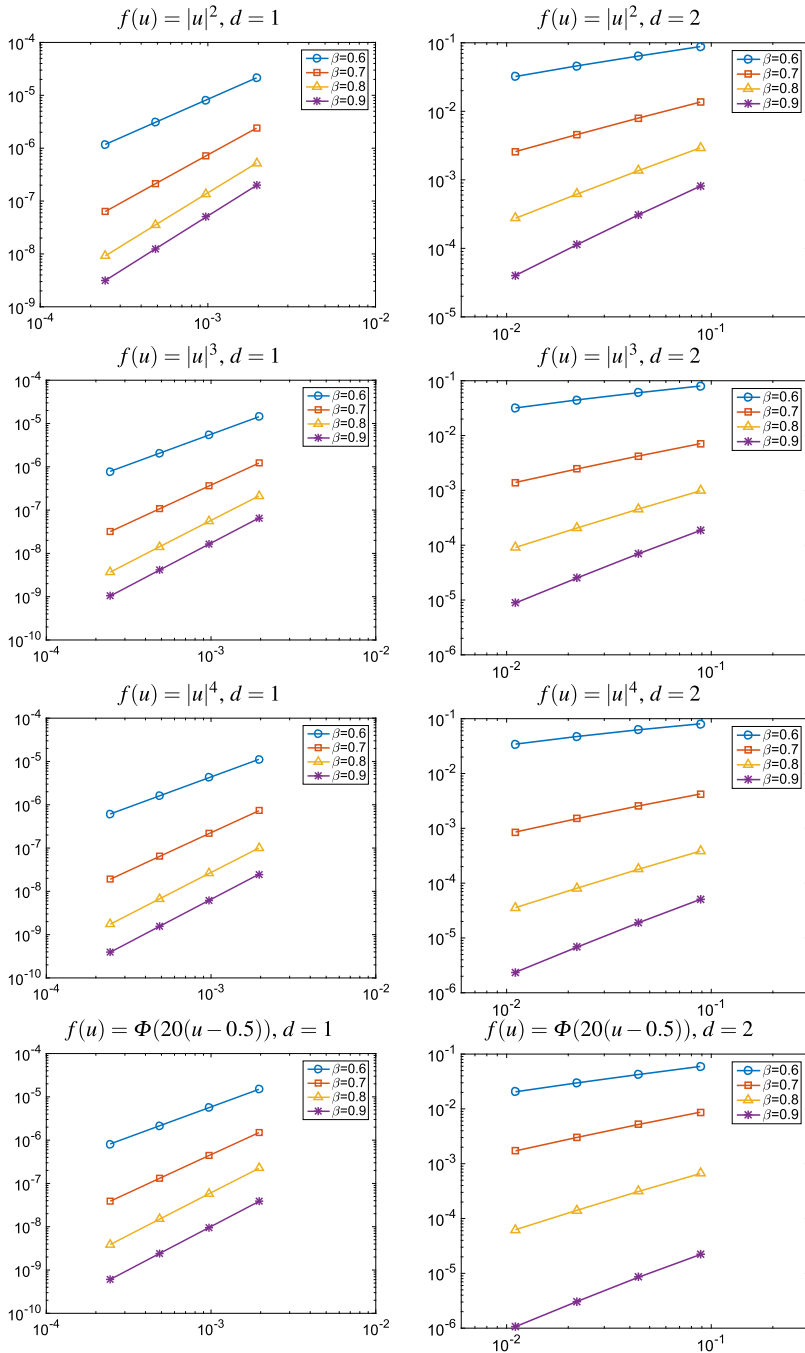 f(u) = |u|², d = 1
10⁻⁴
10⁻⁵
10⁻⁶
10⁻⁷
10⁻⁸
10⁻⁹
10⁻⁴ 10⁻³ 10⁻²
β=0.6
β=0.7
β=0.8
β=0.9
f(u) = |u|², d = 2
10⁻¹
10⁻²
10⁻³
10⁻⁴
10⁻⁵
10⁻² 10⁻¹
β=0.6
β=0.7
β=0.8
β=0.9
f(u) = |u|³, d = 1
10⁻⁴
10⁻⁵
10⁻⁶
10⁻⁷
10⁻⁸
10⁻⁹
10⁻¹⁰
10⁻⁴ 10⁻³ 10⁻²
β=0.6
β=0.7
β=0.8
β=0.9
f(u) = |u|³, d = 2
10⁻¹
10⁻²
10⁻³
10⁻⁴
10⁻⁵
10⁻⁶
10⁻² 10⁻¹
β=0.6
β=0.7
β=0.8
β=0.9
f(u) = |u|⁴, d = 1
10⁻⁴
10⁻⁵
10⁻⁶
10⁻⁷
10⁻⁸
10⁻⁹
10⁻¹⁰
10⁻⁴ 10⁻³ 10⁻²
β=0.6
β=0.7
β=0.8
β=0.9
f(u) = |u|⁴, d = 2
10⁻¹
10⁻²
10⁻³
10⁻⁴
10⁻⁵
10⁻⁶
10⁻² 10⁻¹
β=0.6
β=0.7
β=0.8
β=0.9
f(u) = Φ(20(u − 0.5)), d = 1
10⁻⁴
10⁻⁵
10⁻⁶
10⁻⁷
10⁻⁸
10⁻⁹
10⁻¹⁰
10⁻⁴ 10⁻³ 10⁻²
β=0.6
β=0.7
β=0.8
β=0.9
f(u) = Φ(20(u − 0.5)), d = 2
10⁻¹
10⁻²
10⁻³
10⁻⁴
10⁻⁵
10⁻⁶
10⁻² 10⁻¹
β=0.6
β=0.7
β=0.8
β=0.9